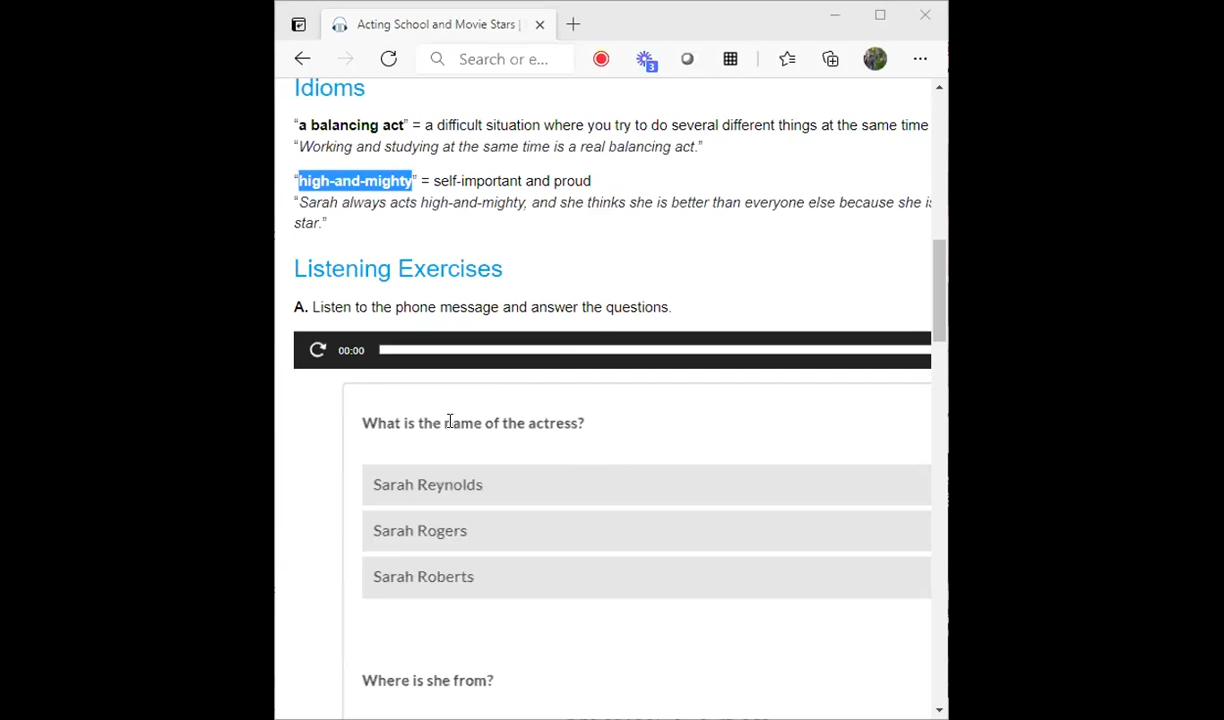 Acting School and Movie Stars |
Search or e...
3
Idioms
“a balancing act” = a difficult situation where you try to do several different things at the same time
“Working and studying at the same time is a real balancing act.”
“high-and-mighty” = self-important and proud
“Sarah always acts high-and-mighty, and she thinks she is better than everyone else because she is
star.”
Listening Exercises
A. Listen to the phone message and answer the questions.
00:00
What is the name of the actress?
Sarah Reynolds
Sarah Rogers
Sarah Roberts
Where is she from?